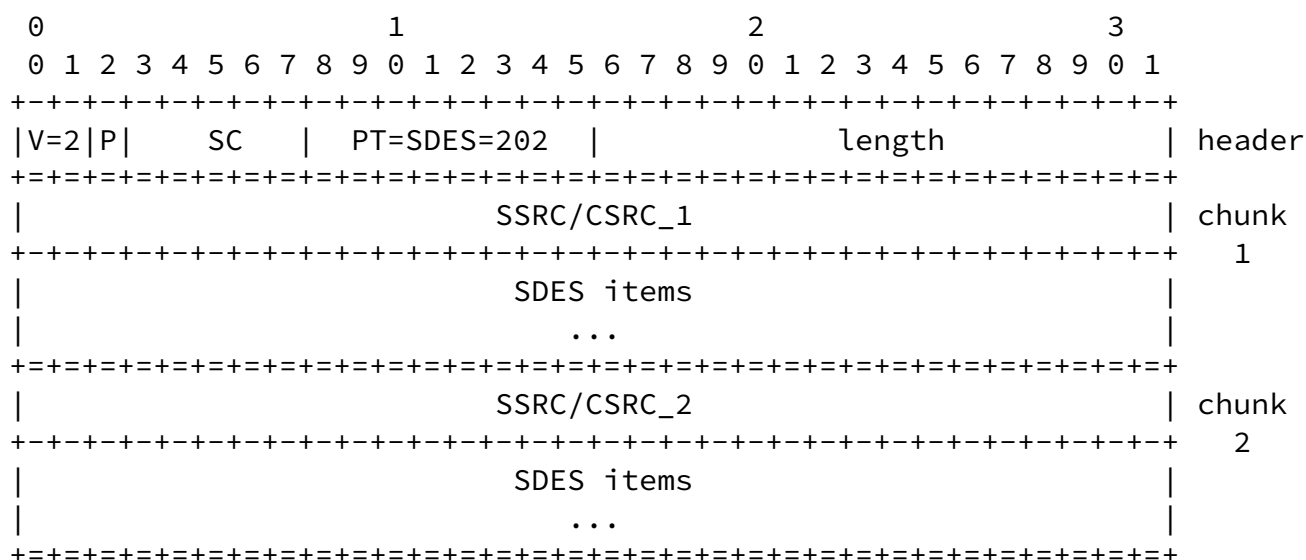 0                   1                   2                   3
 0 1 2 3 4 5 6 7 8 9 0 1 2 3 4 5 6 7 8 9 0 1 2 3 4 5 6 7 8 9 0 1
+-+-+-+-+-+-+-+-+-+-+-+-+-+-+-+-+-+-+-+-+-+-+-+-+-+-+-+-+-+-+-+-+
|V=2|P|    SC   |  PT=SDES=202  |             length            | header
+=+=+=+=+=+=+=+=+=+=+=+=+=+=+=+=+=+=+=+=+=+=+=+=+=+=+=+=+=+=+=+=+
|                          SSRC/CSRC_1                          | chunk
+-+-+-+-+-+-+-+-+-+-+-+-+-+-+-+-+-+-+-+-+-+-+-+-+-+-+-+-+-+-+-+-+   1
|                           SDES items                          |
|                              ...                              |
+=+=+=+=+=+=+=+=+=+=+=+=+=+=+=+=+=+=+=+=+=+=+=+=+=+=+=+=+=+=+=+=+
|                          SSRC/CSRC_2                          | chunk
+-+-+-+-+-+-+-+-+-+-+-+-+-+-+-+-+-+-+-+-+-+-+-+-+-+-+-+-+-+-+-+-+   2
|                           SDES items                          |
|                              ...                              |
+=+=+=+=+=+=+=+=+=+=+=+=+=+=+=+=+=+=+=+=+=+=+=+=+=+=+=+=+=+=+=+=+